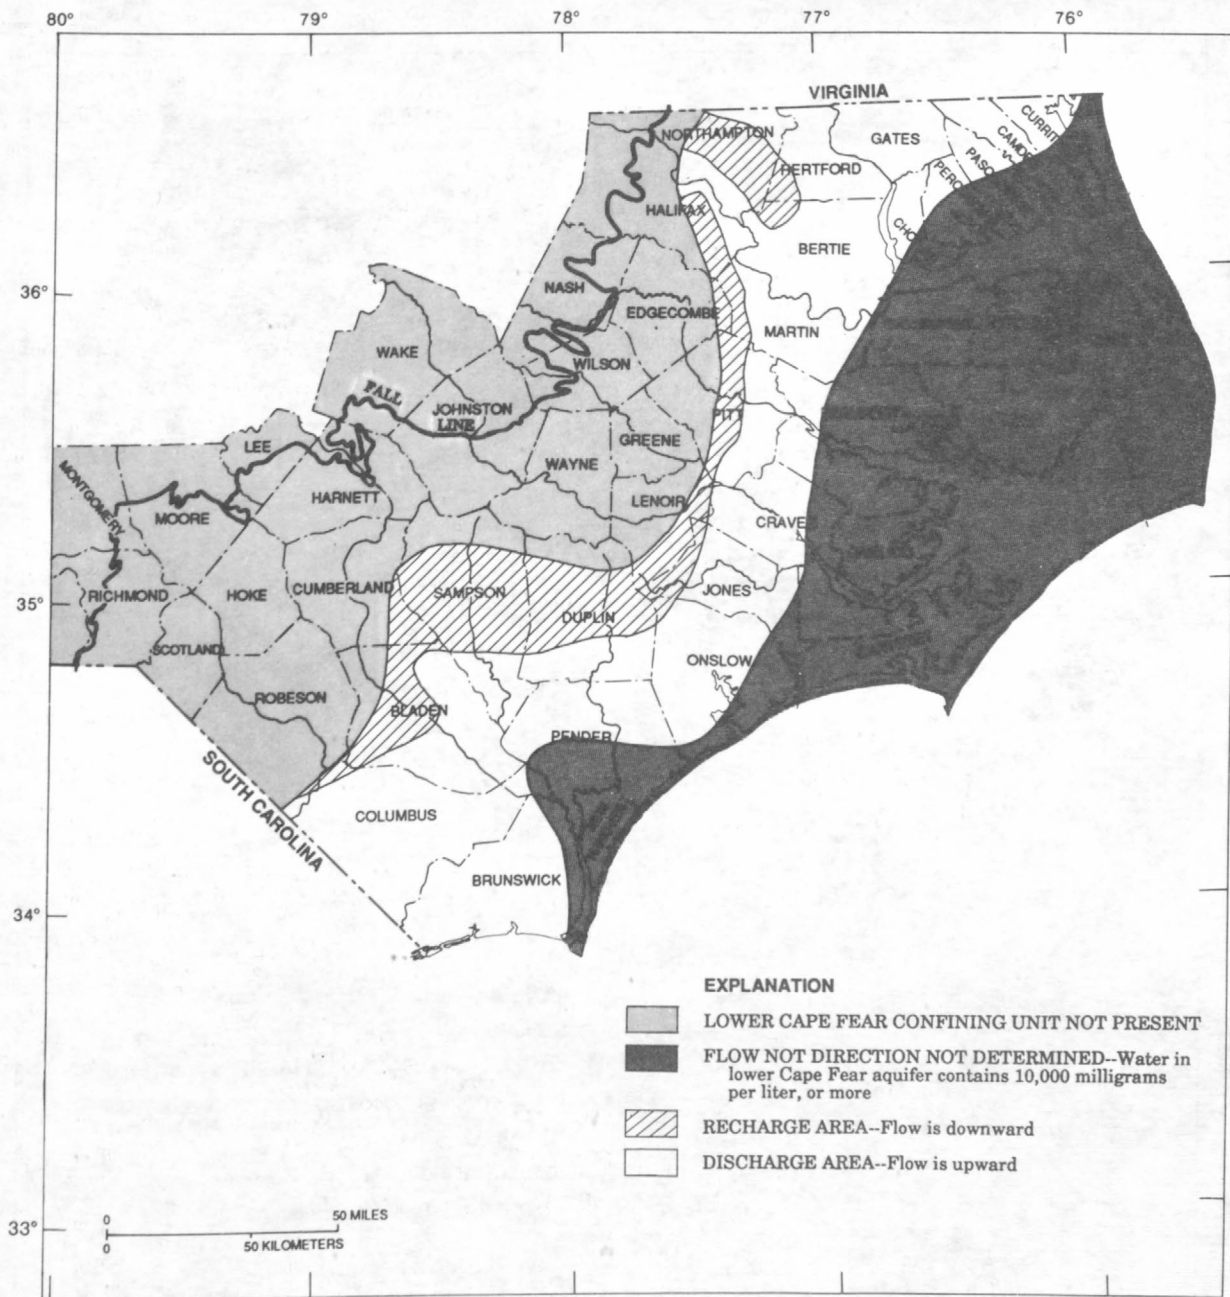 80° 79° 78° 77° 76°
VIRGINIA
NORTHAMPTON
GATES
HERTFORD
HALIFAX
BERTIE
36°
NASH
EDGECOMBE
MARTIN
WAKE
WILSON
FALL
JOHNSTON
LINE
PITT
LEE
GREENE
WAYNE
MONTGOMERY
HARNETT
LENOIR
MOORE
CRAVE
35°
RICHMOND
HOKE
CUMBERLAND
SAMPSON
DUPLIN
JONES
SCOTLAND
ONSLOW
ROBESON
BLADEN
PENDER
SOUTH CAROLINA
COLUMBUS
BRUNSWICK
34°
EXPLANATION
LOWER CAPE FEAR CONFINING UNIT NOT PRESENT
FLOW NOT DIRECTION NOT DETERMINED--Water in
lower Cape Fear aquifer contains 10,000 milligrams
per liter, or more
RECHARGE AREA--Flow is downward
DISCHARGE AREA--Flow is upward
33°
0 50 MILES
0 50 KILOMETERS